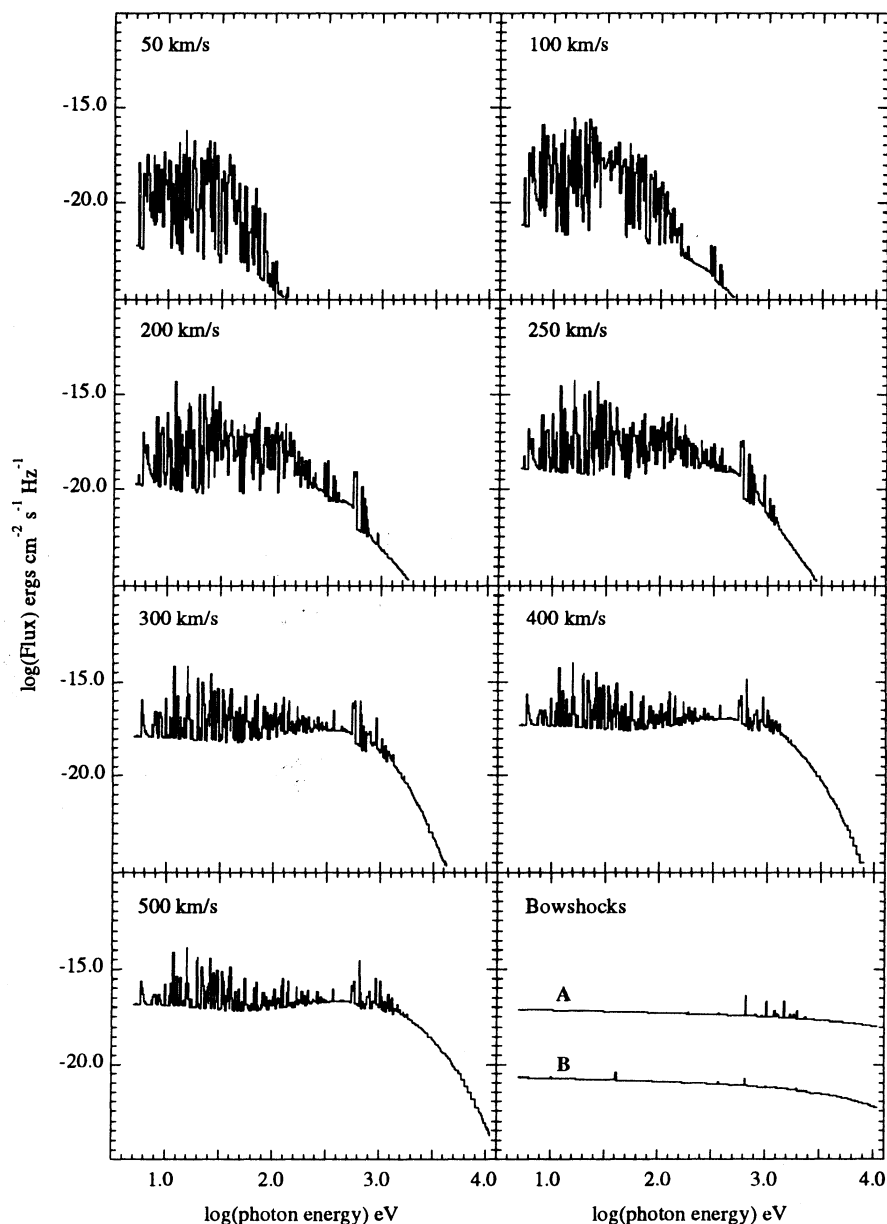 50 km/s
100 km/s
-15.0
-20.0
200 km/s
250 km/s
-15.0
-20.0
log(Flux) ergs cm⁻² s⁻¹ Hz⁻¹
300 km/s
400 km/s
-15.0
-20.0
500 km/s
Bowshocks
-15.0
A
-20.0
B
1.0 2.0 3.0 4.0 1.0 2.0 3.0 4.0
log(photon energy) eV log(photon energy) eV